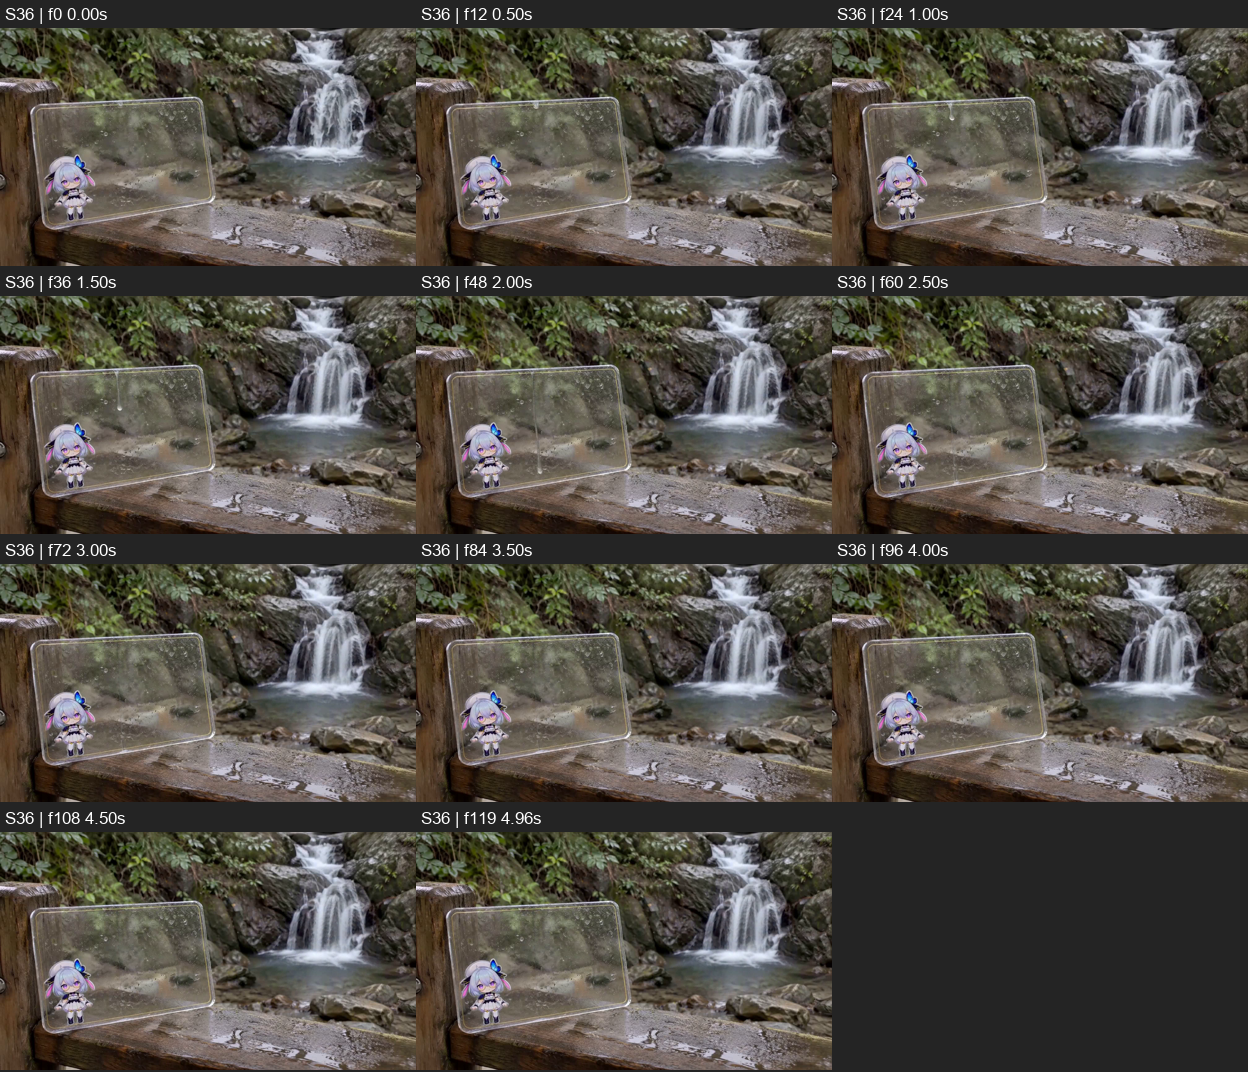 S36 | f0 0.00s
S36 | f12 0.50s
S36 | f24 1.00s
S36 | f36 1.50s
S36 | f48 2.00s
S36 | f60 2.50s
S36 | f72 3.00s
S36 | f84 3.50s
S36 | f96 4.00s
S36 | f108 4.50s
S36 | f119 4.96s